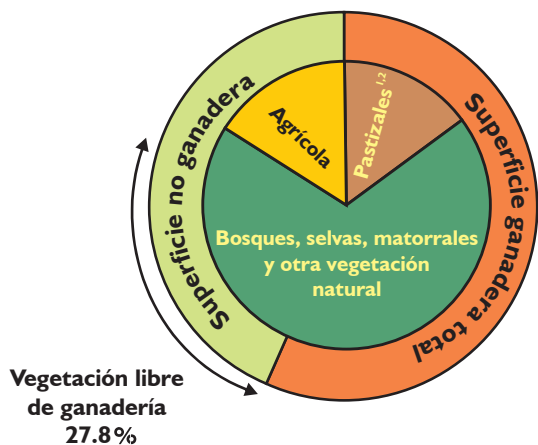 Superficie no ganadera
Superficie ganadera total
Agrícola
Pastizales 1,2
Bosques, selvas, matorrales
y otra vegetación
natural
Vegetación libre
de ganadería
27.8%